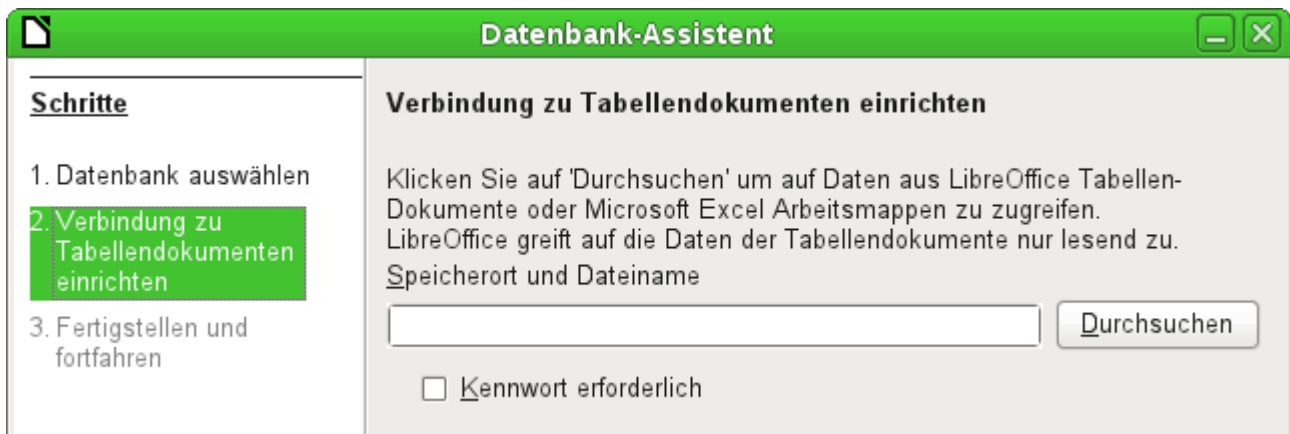 Datenbank-Assistent
Schritte
1. Datenbank auswählen
2. Verbindung zu
Tabellendokumenten
einrichten
3. Fertigstellen und
fortfahren
Verbindung zu Tabellendokumenten einrichten
Klicken Sie auf 'Durchsuchen' um auf Daten aus LibreOffice Tabellen-
Dokumente oder Microsoft Excel Arbeitsmappen zu zugreifen.
LibreOffice greift auf die Daten der Tabellendokumente nur lesend zu.
Speicherort und Dateiname
Durchsuchen
Kennwort erforderlich